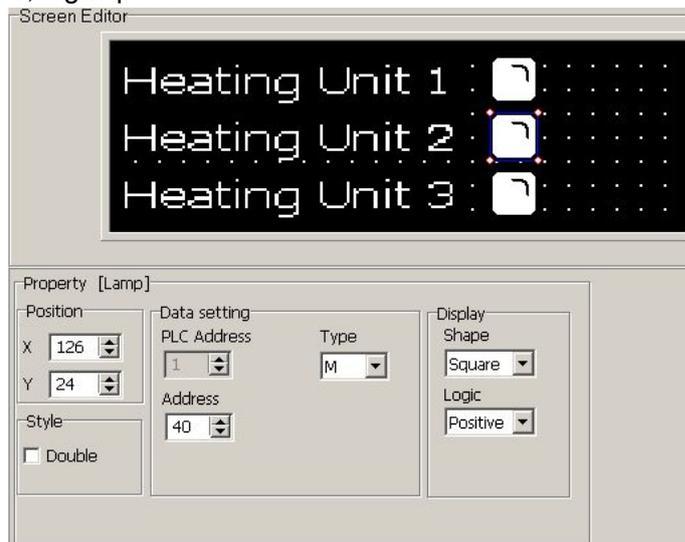 Screen Editor
Heating Unit 1
Heating Unit 2
Heating Unit 3
Property [Lamp]
Position
X 126
Y 24
Style
Double
Data setting
PLC Address
1
Type
M
Address
40
Display
Shape
Square
Logic
Positive